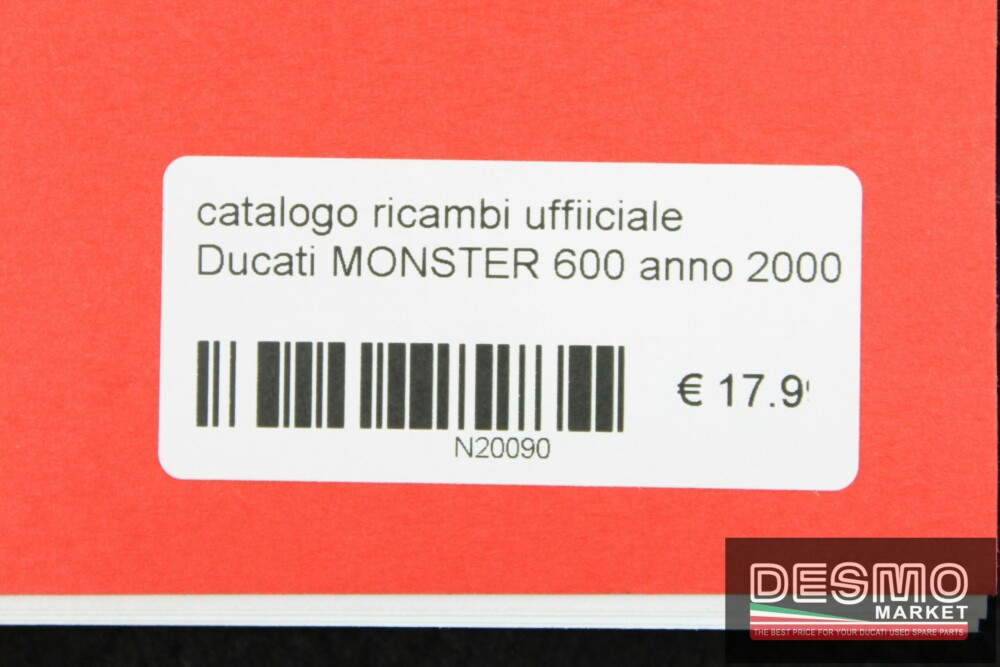 catalogo ricambi uffiiciale
Ducati MONSTER 600 anno 2000
€ 17.9
N20090
DESMO
MARKET
THE BEST PRICE FOR YOUR DUCATI USED SPARE PARTS